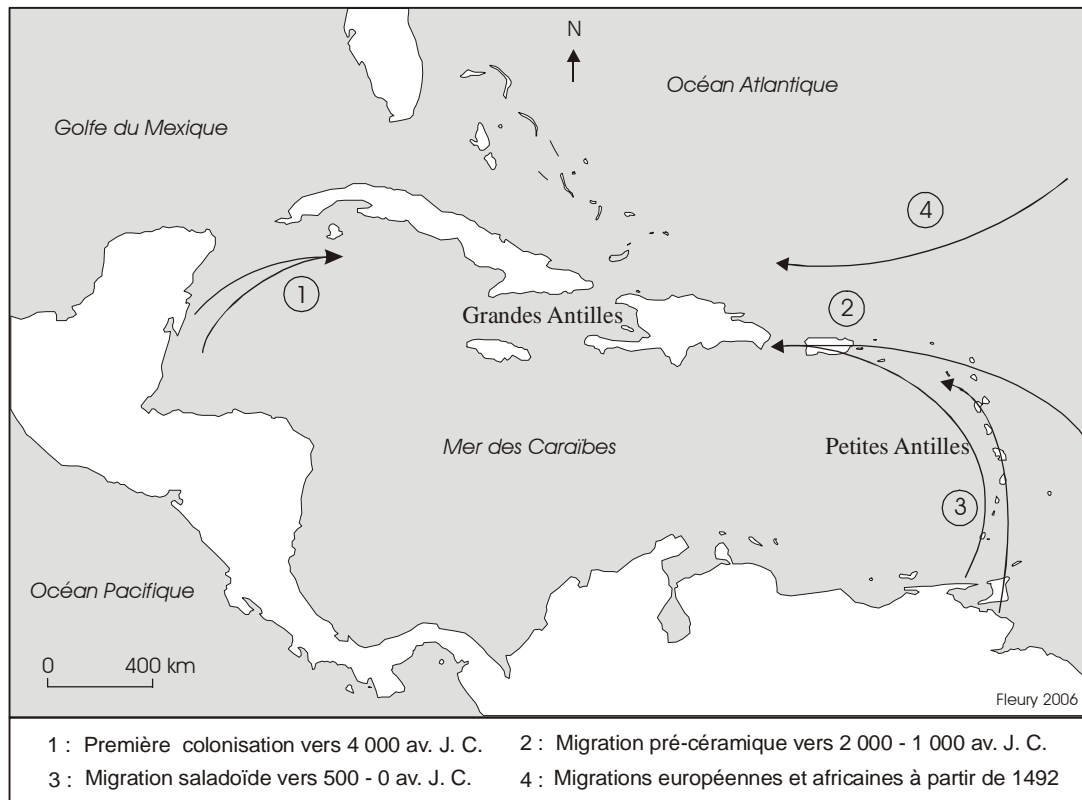 N
Océan Atlantique
Golfe du Mexique
4
1
2
Grandes Antilles
Mer des Caraïbes
Petites Antilles
3
Océan Pacifique
0 400 km
Fleury 2006
1 : Première colonisation vers 4 000 av. J. C.
2 : Migration pré-céramique vers 2 000 - 1 000 av. J. C.
3 : Migration saladoïde vers 500 - 0 av. J. C.
4 : Migrations européennes et africaines à partir de 1492